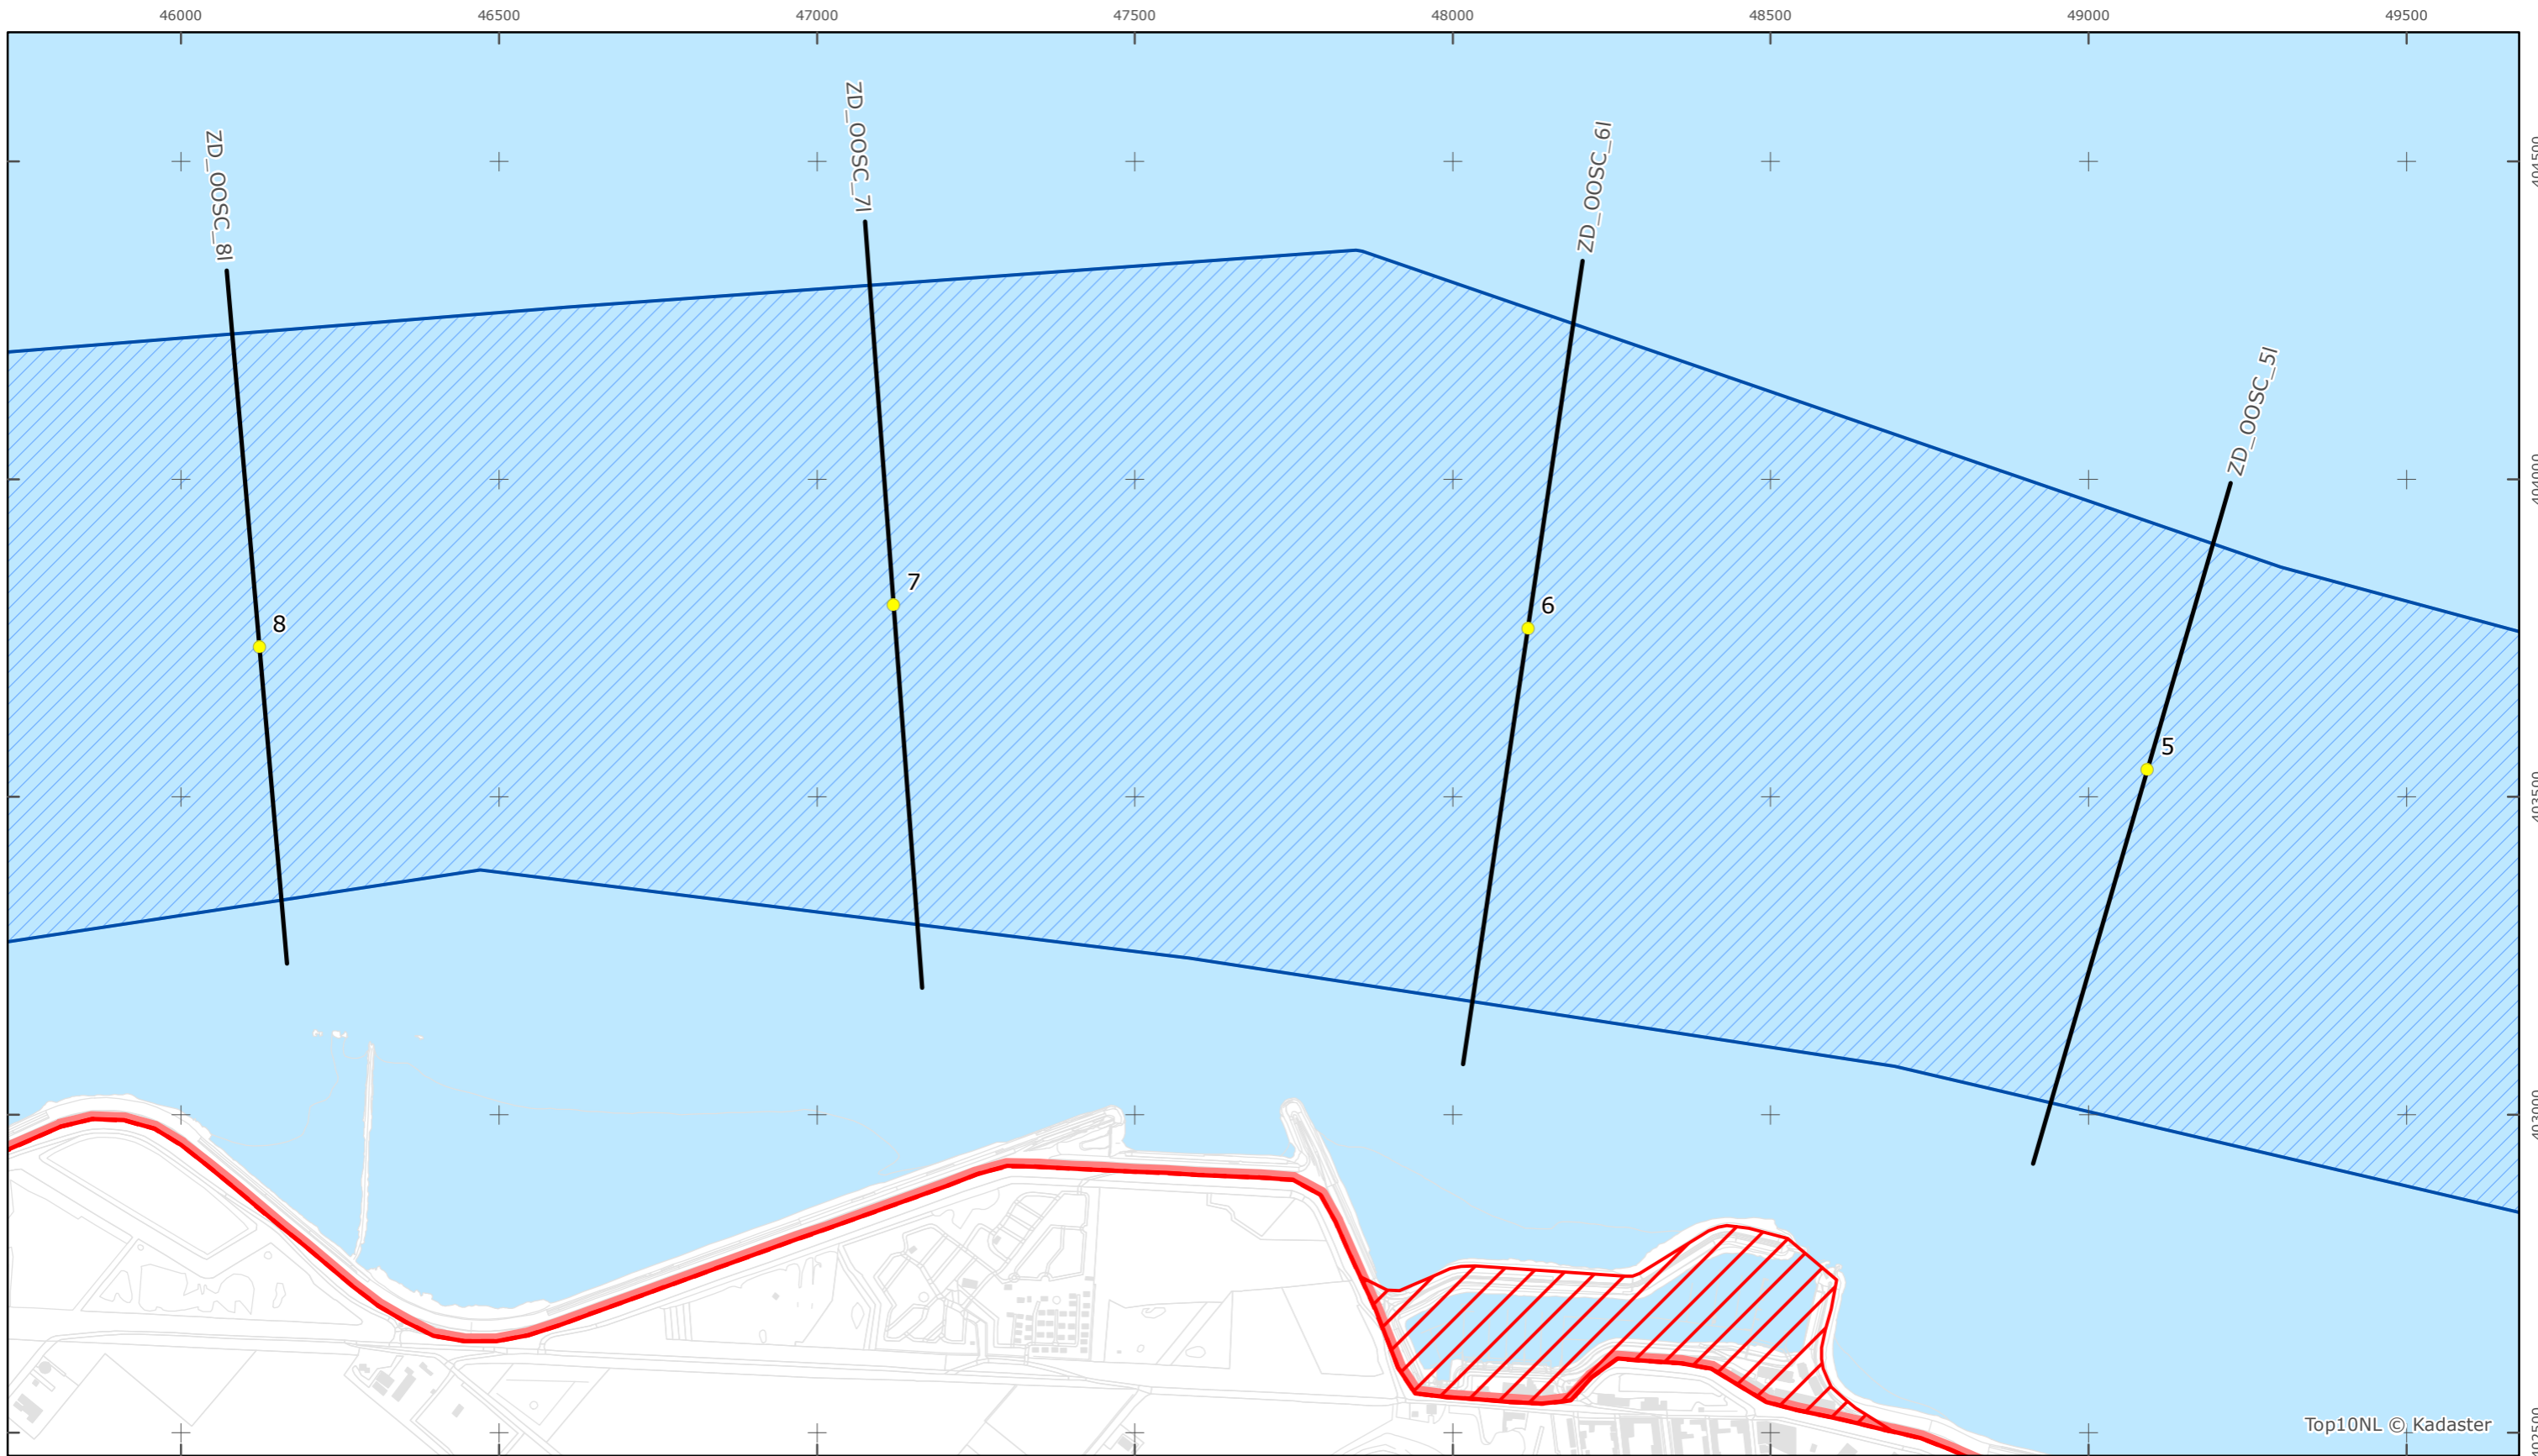 46000 46500 47000 47500 48000 48500 49000 49500
ZD_OOSC_8I
ZD_OOSC_7I
ZD_OOSC_6I
ZD_OOSC_5I
8
7
6
5
Top10NL © Kadaster